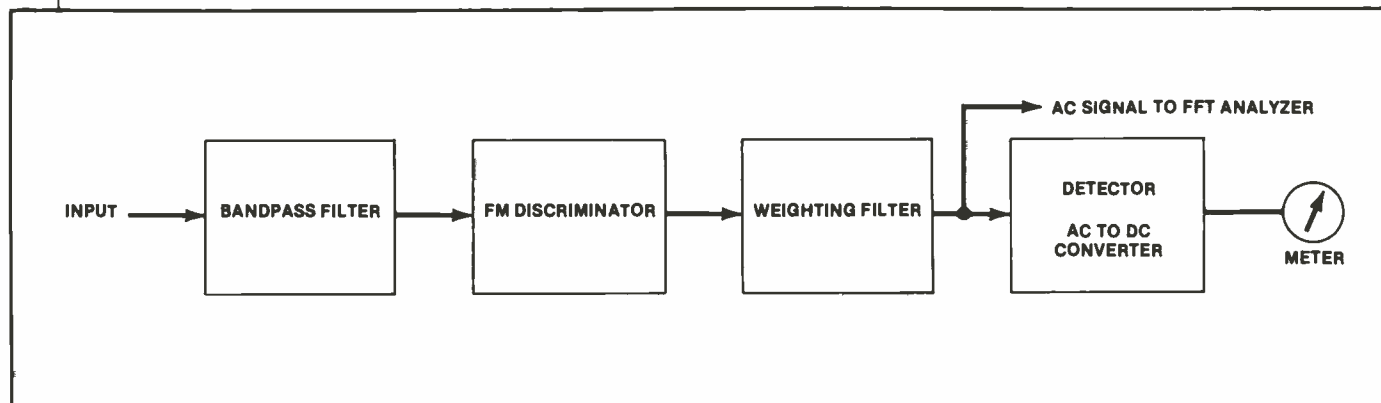 AC SIGNAL TO FFT ANALYZER
INPUT
BANDPASS FILTER
FM DISCRIMINATOR
WEIGHTING FILTER
DETECTOR
AC TO DC
CONVERTER
METER